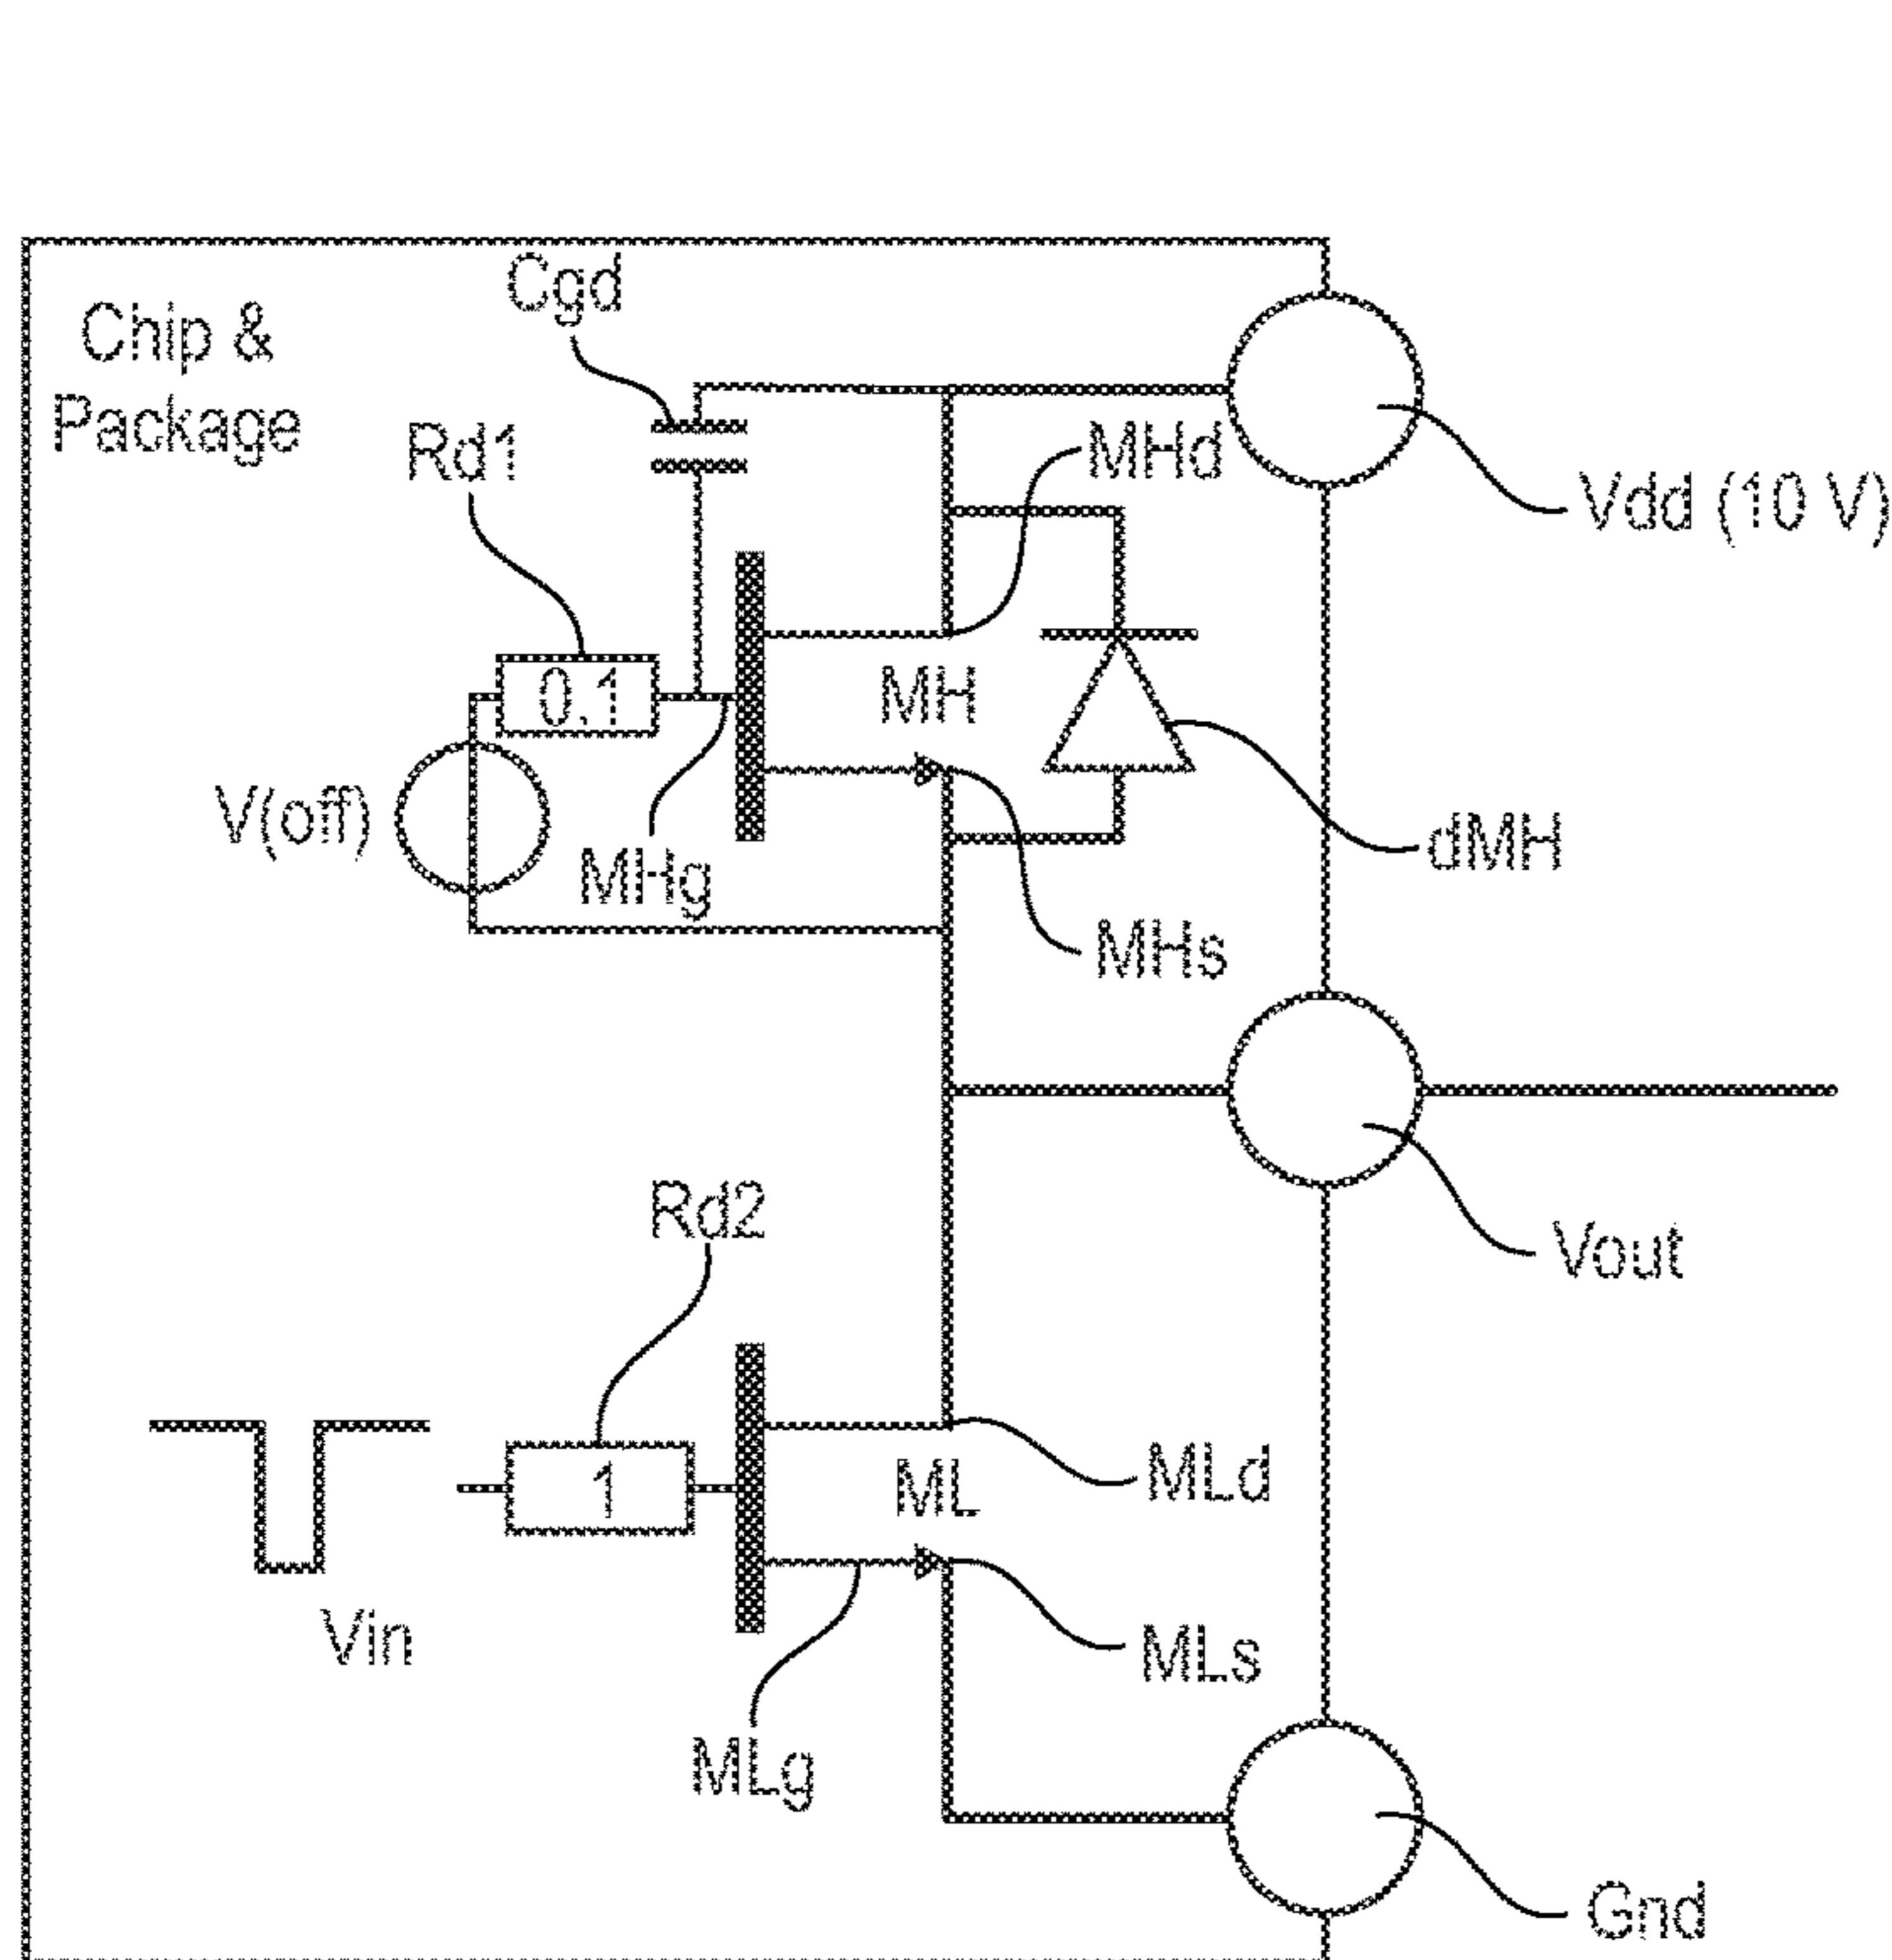 Chip &
Package
Cgd
Rd1
MHd
Vdd (10 V)
0.1
MH
V(off)
MHg
dMH
MHs
Rd2
Vout
1
ML
MLd
Vin
MLs
MLg
Gnd